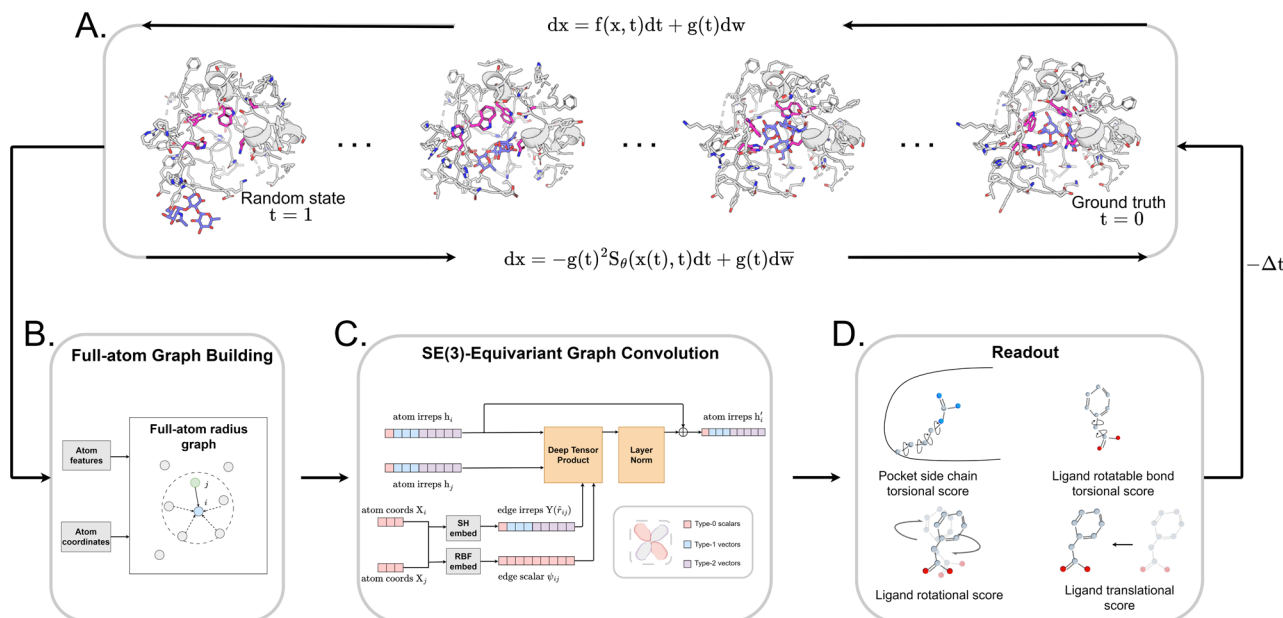 A.
dx = f(x, t)dt + g(t)dw
...
...
...
Random state
t = 1
Ground truth
t = 0
dx = −g(t)²S_θ(x(t), t)dt + g(t)dw̅
−Δt
B.
Full-atom Graph Building
Atom
features
Atom
coordinates
Full-atom radius
graph
j
i
C.
SE(3)-Equivariant Graph Convolution
atom irreps h_i
atom irreps h_j
Deep Tensor
Product
Layer
Norm
atom irreps h′_i
atom coords X_i
atom coords X_j
SH
embed
RBF
embed
edge irreps Y(r̂_ij)
edge scalar ψ_ij
Type-0 scalars
Type-1 vectors
Type-2 vectors
D.
Readout
Pocket side chain
torsional score
Ligand rotatable bond
torsional score
Ligand rotational score
Ligand translational
score